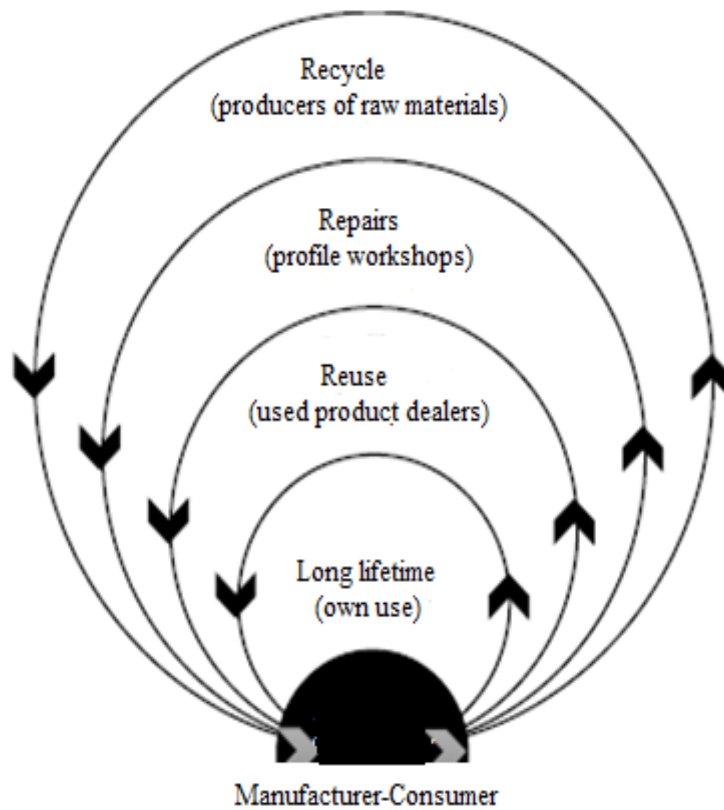 Recycle
(producers of raw materials)
Repairs
(profile workshops)
Reuse
(used product dealers)
Long lifetime
(own use)
Manufacturer-Consumer